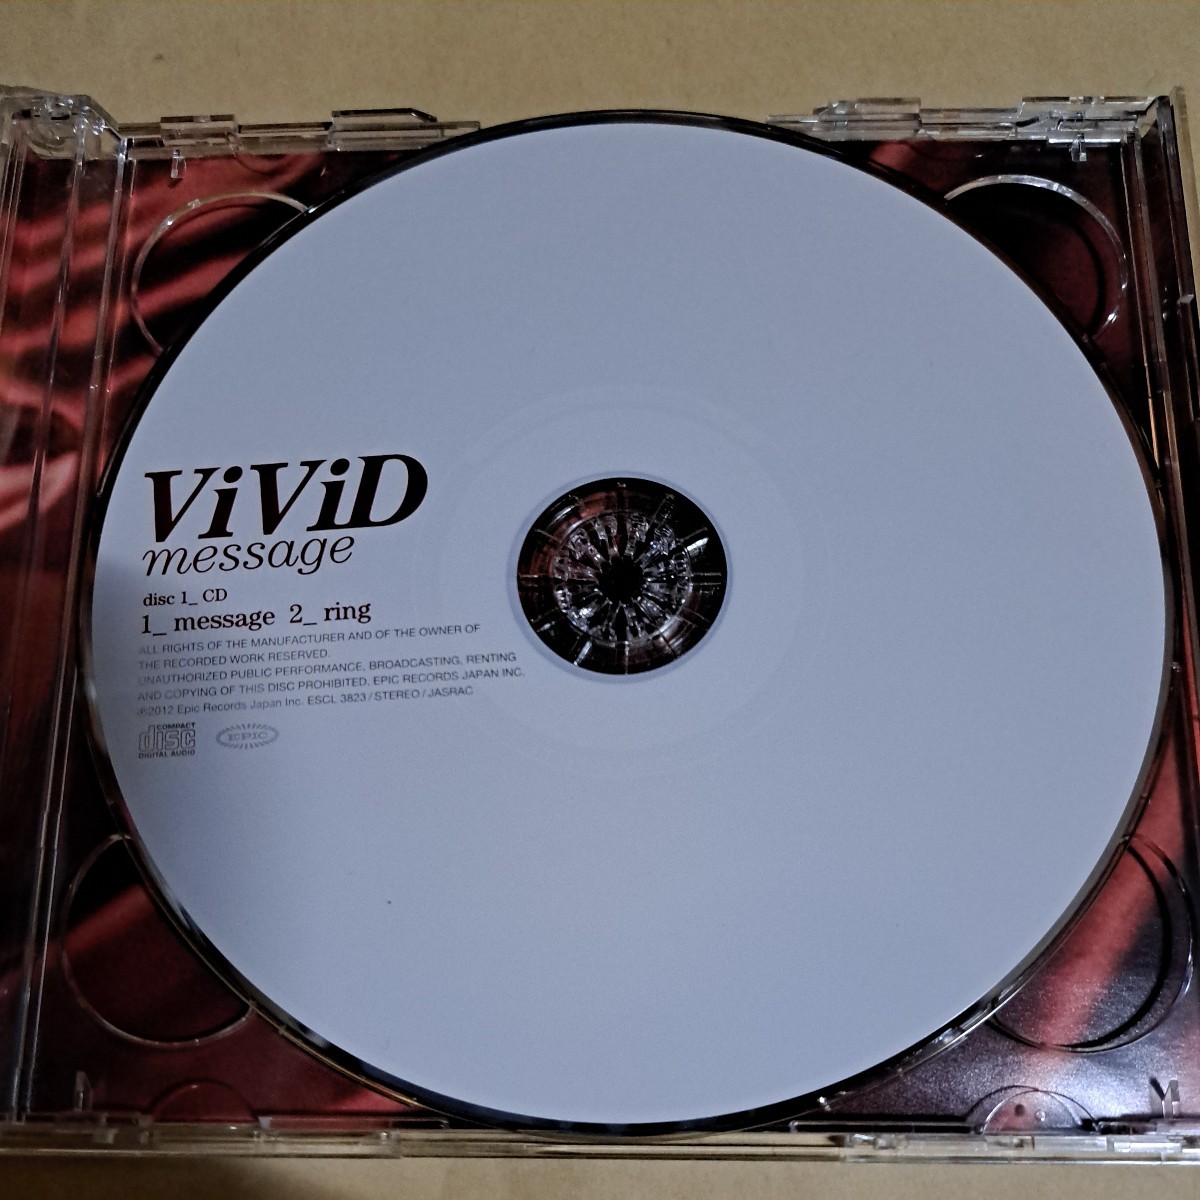 ViViD
message
disc 1_ CD
1_ message 2_ ring
ALL RIGHTS OF THE MANUFACTURER AND OF THE OWNER OF
THE RECORDED WORK RESERVED.
UNAUTHORIZED PUBLIC PERFORMANCE, BROADCASTING, RENTING
AND COPYING OF THIS DISC PROHIBITED. EPIC RECORDS JAPAN INC.
℗2012 Epic Records Japan Inc. ESCL 3823 / STEREO / JASRAC
COMPACT
disc
DIGITAL AUDIO
EPIC